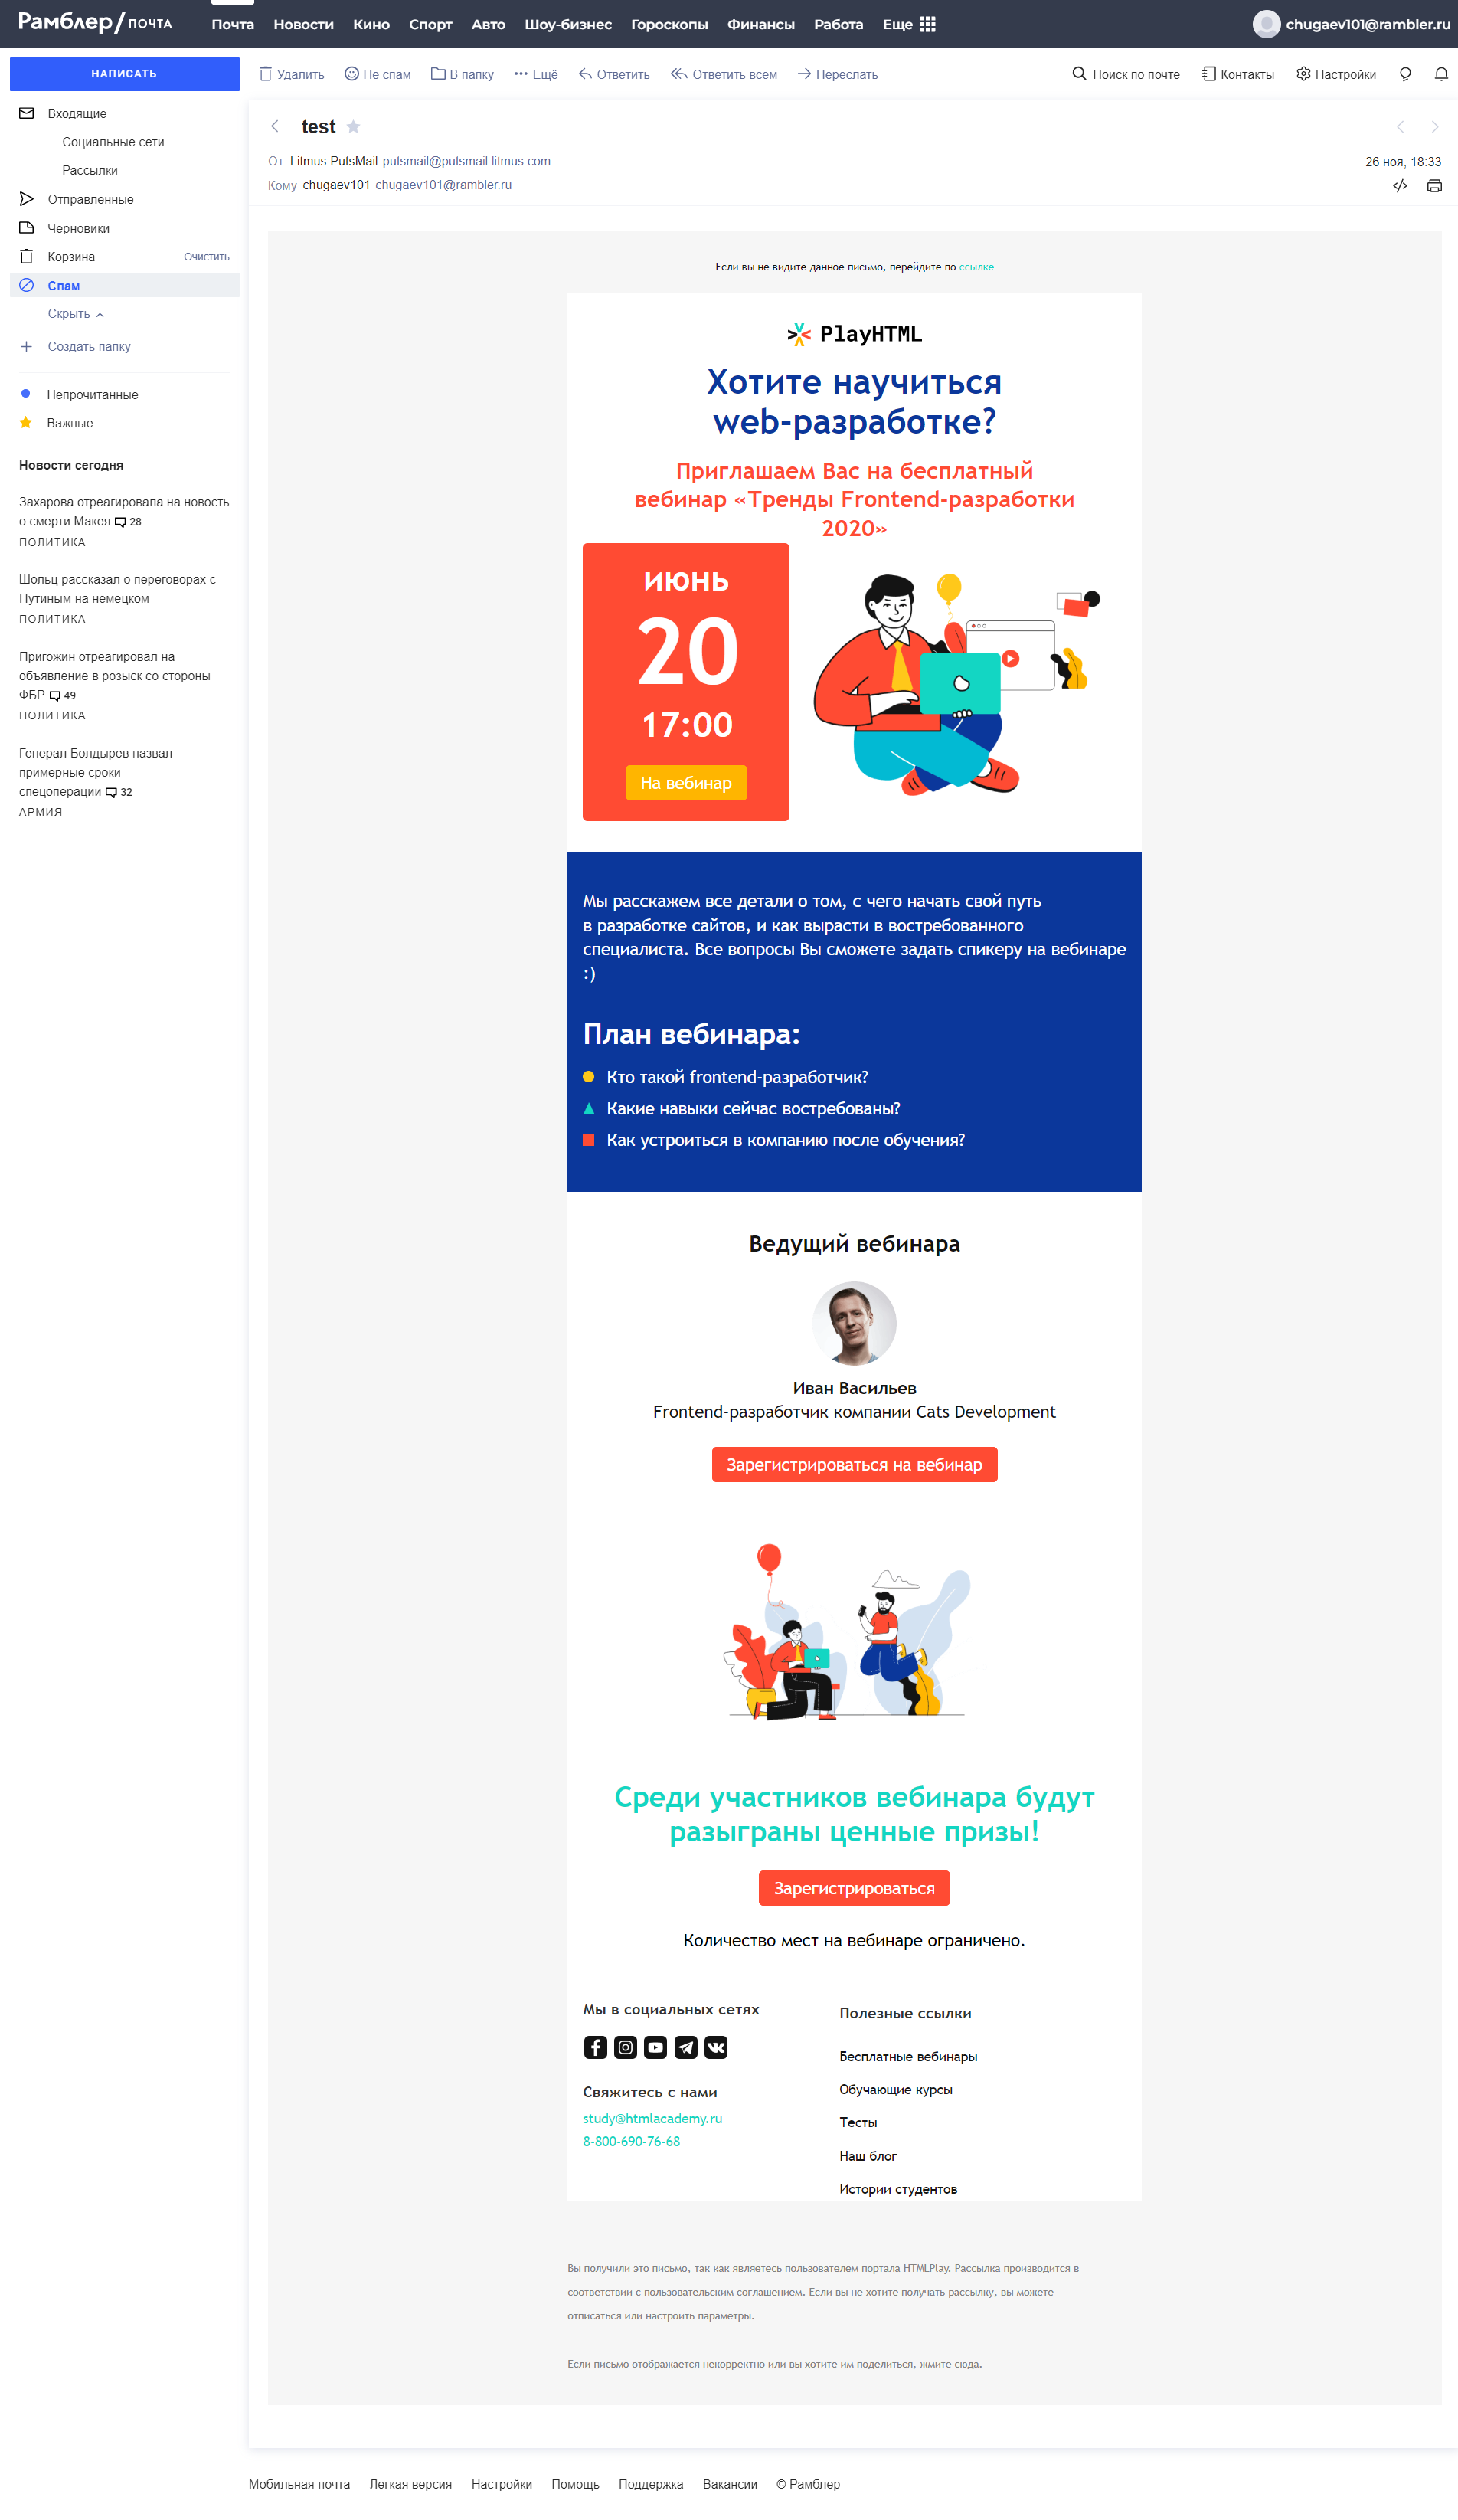 Рамблер/ПОЧТА
Почта Новости Кино Спорт Авто Шоу-бизнес Гороскопы Финансы Работа Еще
chugaev101@rambler.ru
НАПИСАТЬ
Входящие
Социальные сети
Рассылки
Отправленные
Черновики
Корзина Очистить
Спам
Скрыть
Создать папку
Непрочитанные
Важные
Новости сегодня
Захарова отреагировала на новость
о смерти Макея 28
ПОЛИТИКА
Шольц рассказал о переговорах с
Путиным на немецком
ПОЛИТИКА
Пригожин отреагировал на
объявление в розыск со стороны
ФБР 49
ПОЛИТИКА
Генерал Болдырев назвал
примерные сроки
спецоперации 32
АРМИЯ
Удалить Не спам В папку Ещё Ответить Ответить всем Переслать
Поиск по почте Контакты Настройки
test
От Litmus PutsMail putsmail@putsmail.litmus.com
26 ноя, 18:33
Кому chugaev101 chugaev101@rambler.ru
Если вы не видите данное письмо, перейдите по ссылке
PlayHTML
Хотите научиться
web-разработке?
Приглашаем Вас на бесплатный
вебинар «Тренды Frontend-разработки
2020»
июнь
20
17:00
На вебинар
Мы расскажем все детали о том, с чего начать свой путь
в разработке сайтов, и как вырасти в востребованного
специалиста. Все вопросы Вы сможете задать спикеру на вебинаре
:)
План вебинара:
Кто такой frontend-разработчик?
Какие навыки сейчас востребованы?
Как устроиться в компанию после обучения?
Ведущий вебинара
Иван Васильев
Frontend-разработчик компании Cats Development
Зарегистрироваться на вебинар
Среди участников вебинара будут
разыграны ценные призы!
Зарегистрироваться
Количество мест на вебинаре ограничено.
Мы в социальных сетях
Свяжитесь с нами
study@htmlacademy.ru
8-800-690-76-68
Полезные ссылки
Бесплатные вебинары
Обучающие курсы
Тесты
Наш блог
Истории студентов
Вы получили это письмо, так как являетесь пользователем портала HTMLPlay. Рассылка производится в
соответствии с пользовательским соглашением. Если вы не хотите получать рассылку, вы можете
отписаться или настроить параметры.
Если письмо отображается некорректно или вы хотите им поделиться, жмите сюда.
Мобильная почта Легкая версия Настройки Помощь Поддержка Вакансии © Рамблер